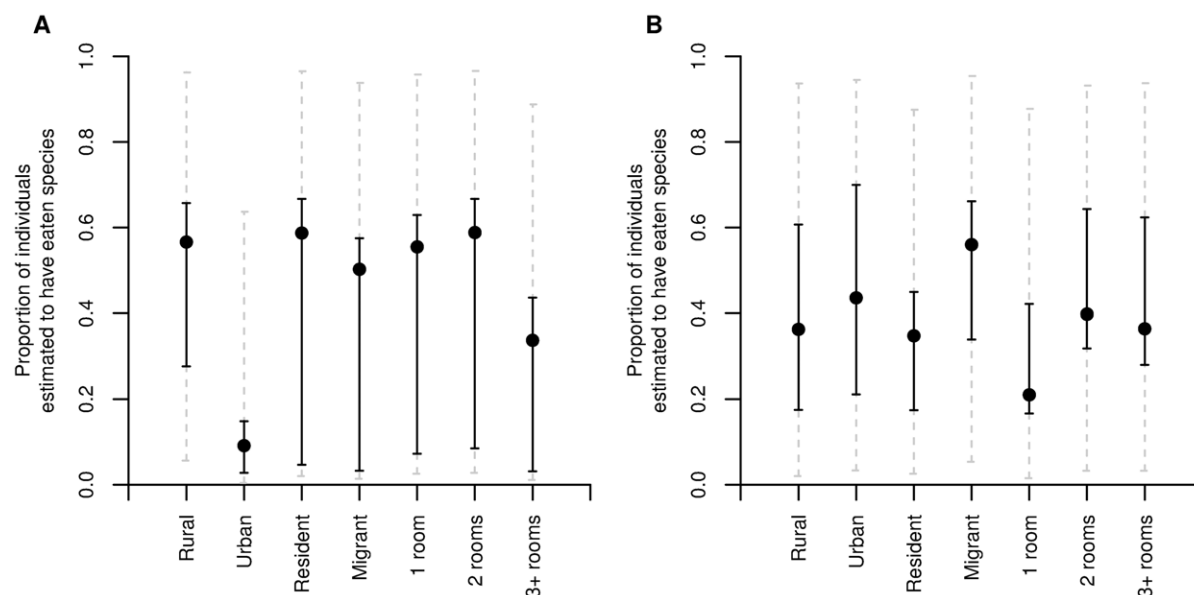 A
Proportion of individuals
estimated to have eaten species
1.0
0.8
0.6
0.4
0.2
0.0
Rural
Urban
Resident
Migrant
1 room
2 rooms
3+ rooms
B
Proportion of individuals
estimated to have eaten species
1.0
0.8
0.6
0.4
0.2
0.0
Rural
Urban
Resident
Migrant
1 room
2 rooms
3+ rooms